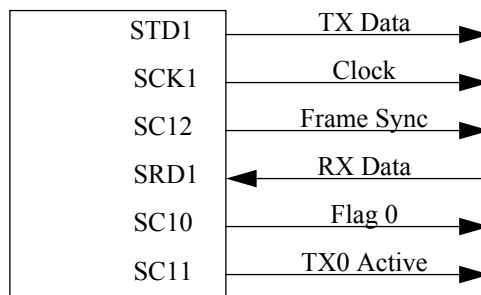 STD1 TX Data
SCK1 Clock
SC12 Frame Sync
SRD1 RX Data
SC10 Flag 0
SC11 TX0 Active